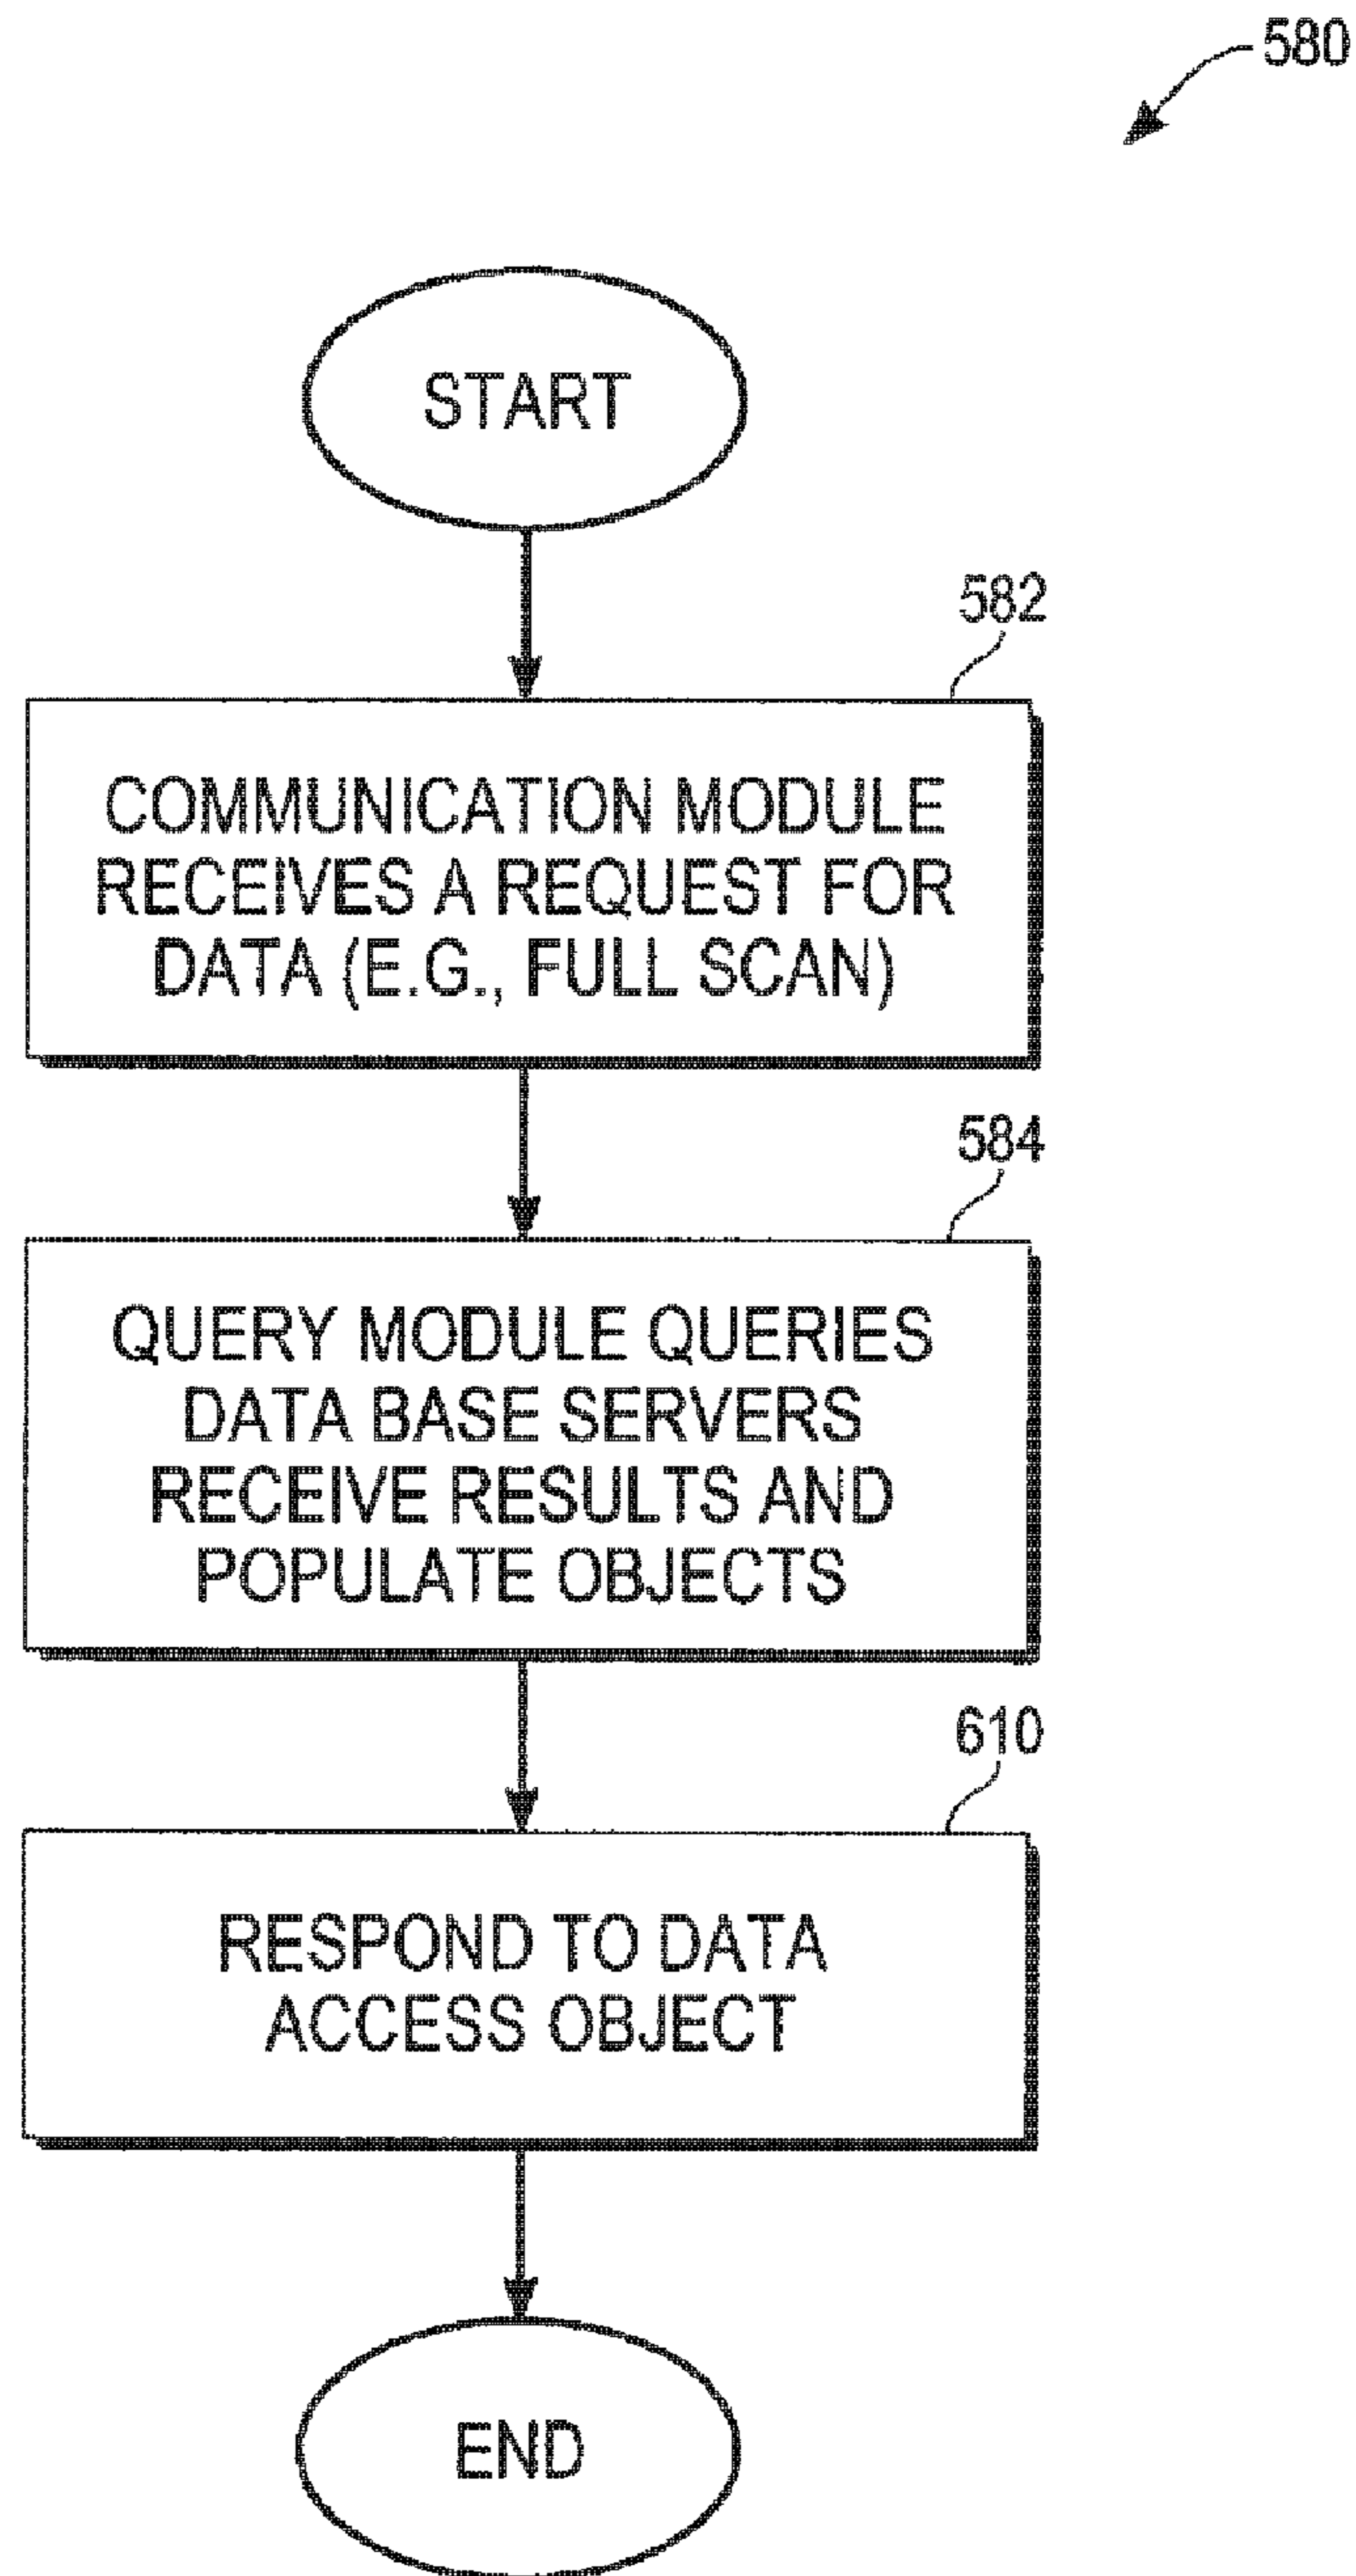 580
START
582
COMMUNICATION MODULE
RECEIVES A REQUEST FOR
DATA (E.G., FULL SCAN)
584
QUERY MODULE QUERIES
DATA BASE SERVERS
RECEIVE RESULTS AND
POPULATE OBJECTS
610
RESPOND TO DATA
ACCESS OBJECT
END